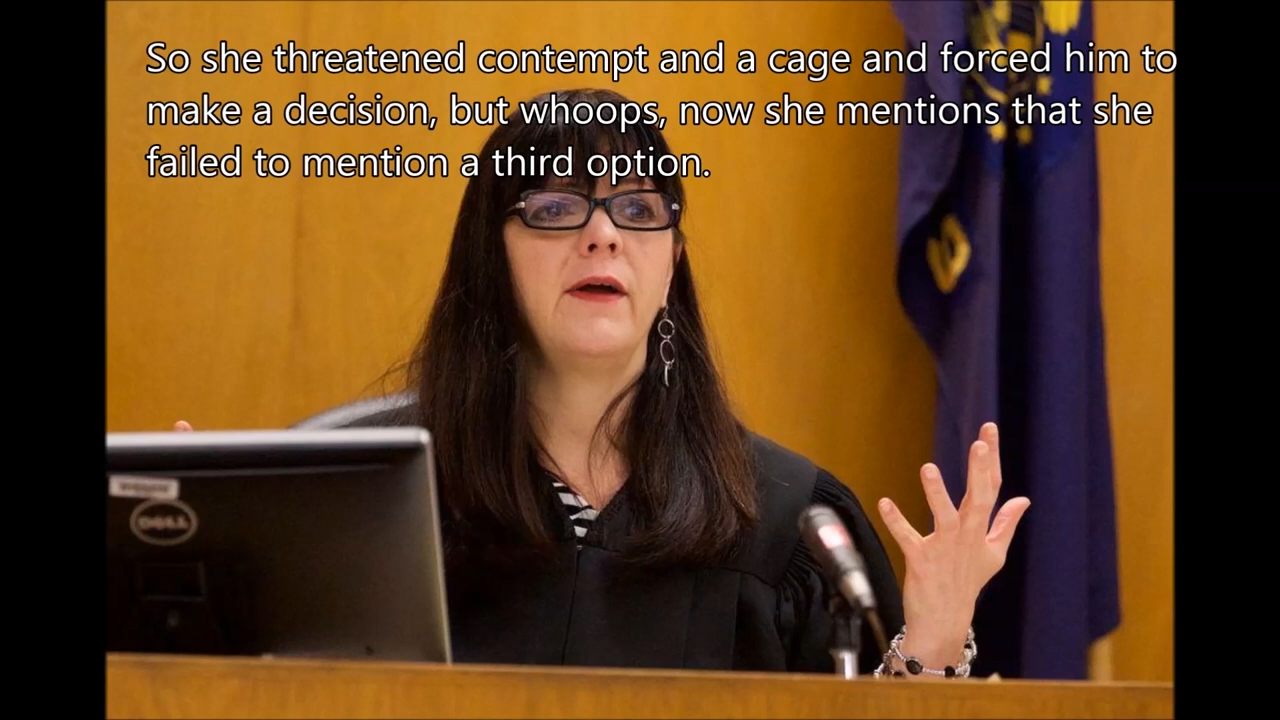 So she threatened contempt and a cage and forced him to
make a decision, but whoops, now she mentions that she
failed to mention a third option.
DELL